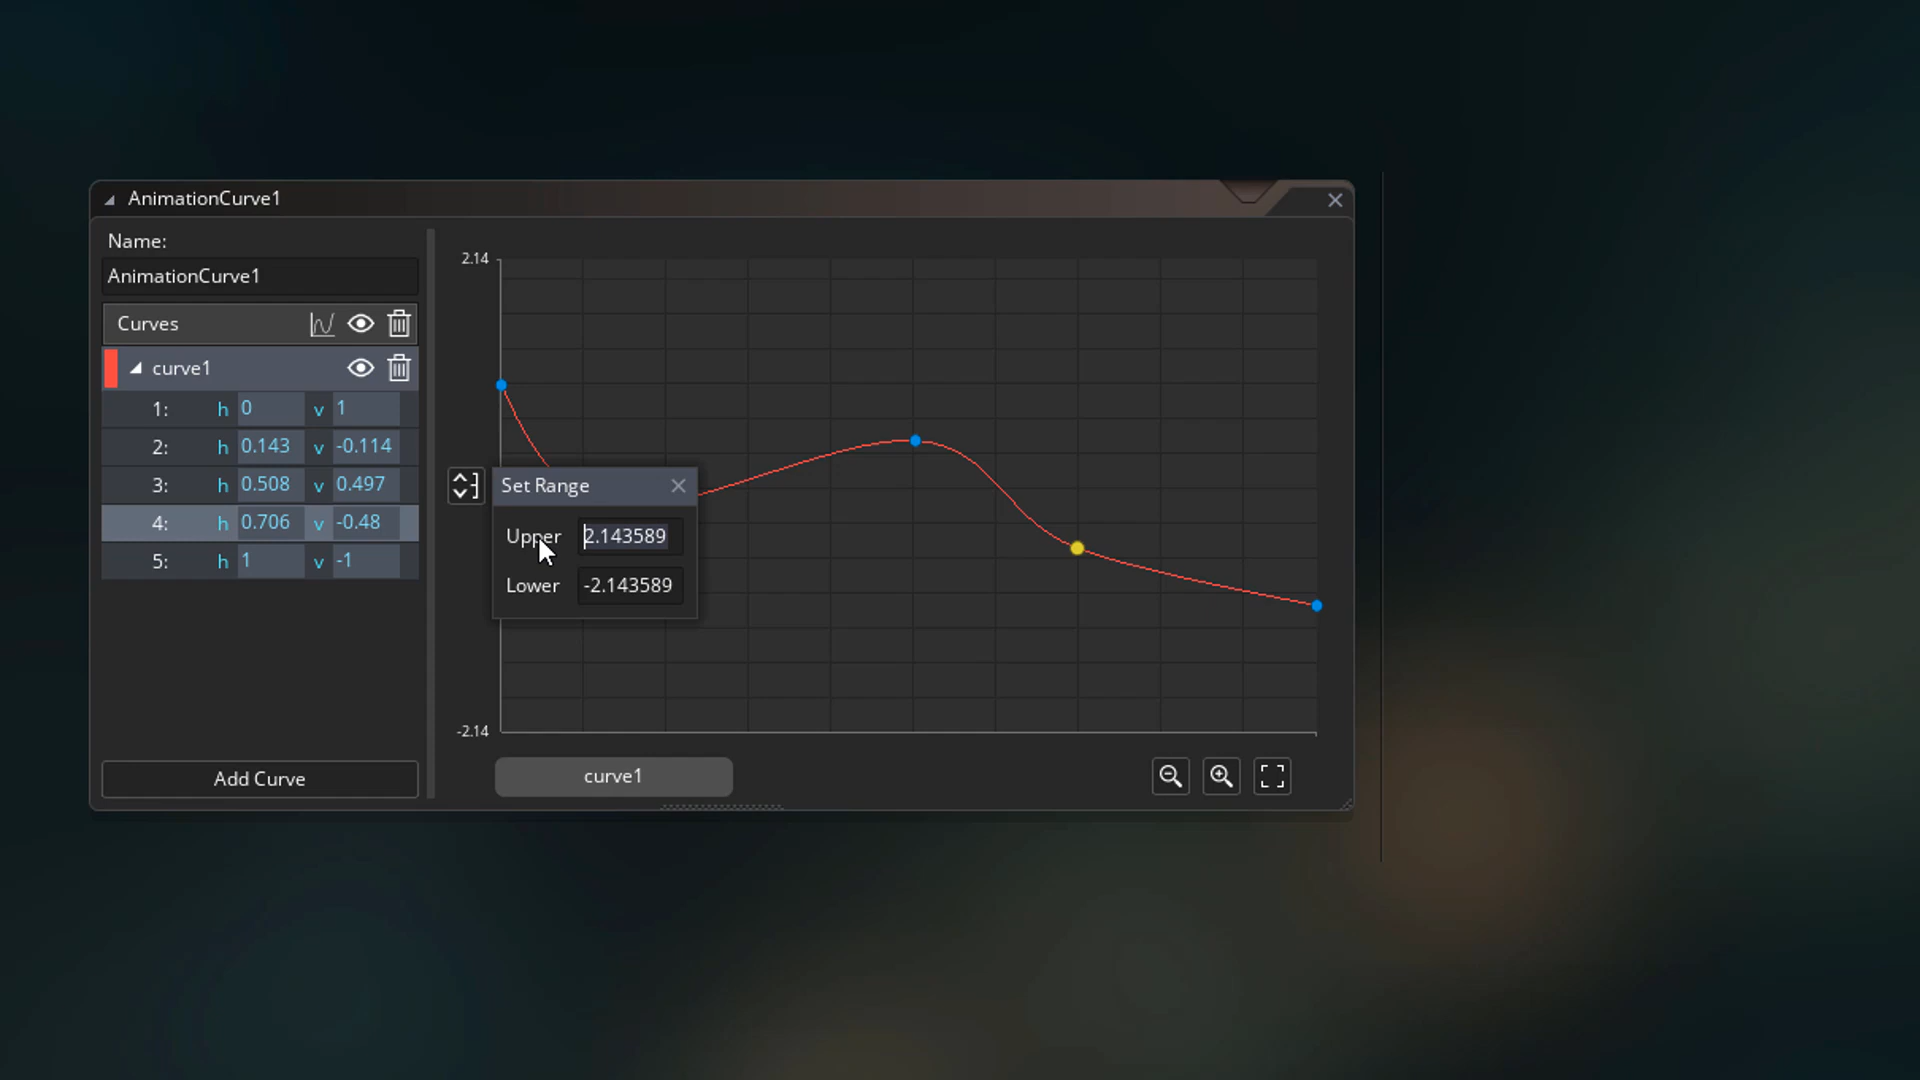 AnimationCurve1
Name:
AnimationCurve1
Curves
curve1
1: h 0 v 1
2: h 0.143 v -0.114
3: h 0.508 v 0.497
4: h 0.706 v -0.48
5: h 1 v -1
Add Curve
2.14
Set Range
Upper 2.143589
Lower -2.143589
-2.14
curve1